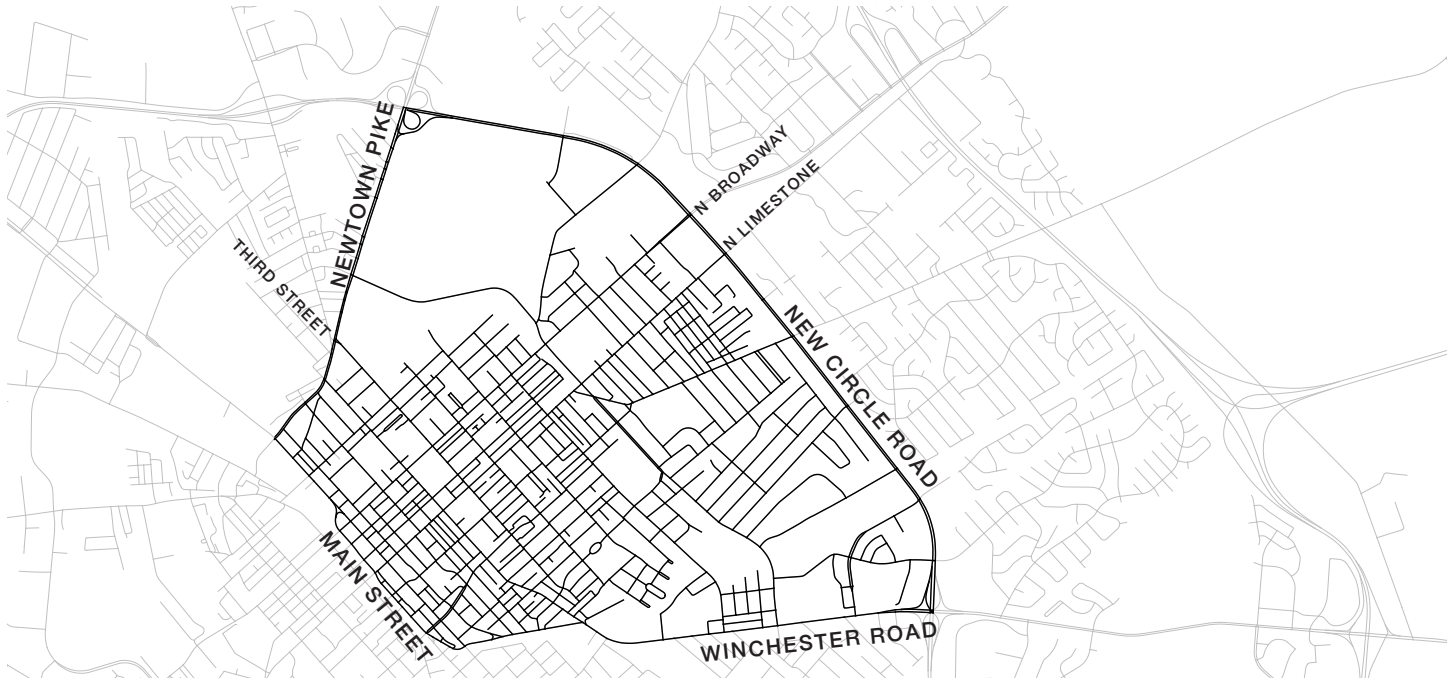 NEWTOWN PIKE
N BROADWAY
N LIMESTONE
THIRD STREET
NEW CIRCLE ROAD
MAIN STREET
WINCHESTER ROAD